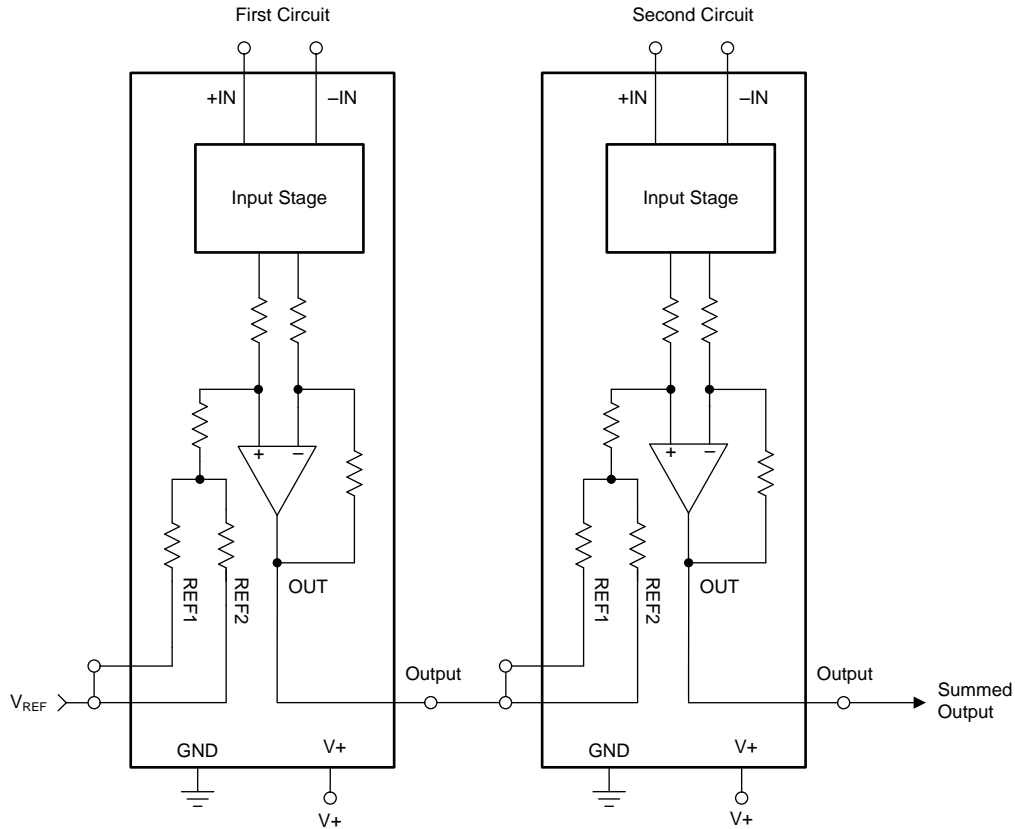 First Circuit
Second Circuit
+IN
–IN
+IN
–IN
Input Stage
Input Stage
+
–
+
–
REF1
REF2
OUT
REF1
REF2
OUT
Output
Output
VREF
Summed
Output
GND
V+
GND
V+
V+
V+